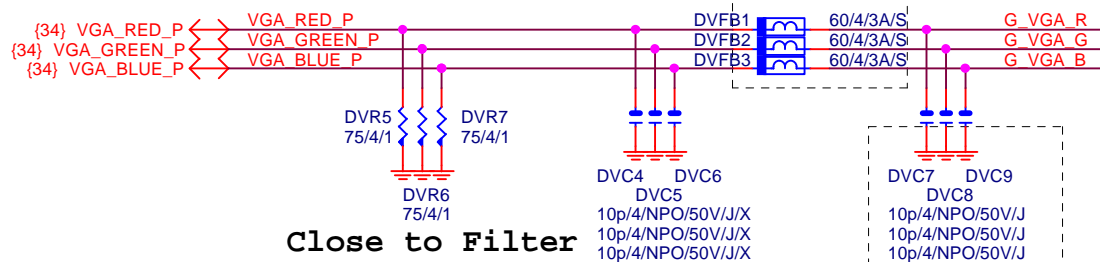 {34} VGA_RED_P VGA_RED_P DVFB1 60/4/3A/S G_VGA_R
{34} VGA_GREEN_P VGA_GREEN_P DVFB2 60/4/3A/S G_VGA_G
{34} VGA_BLUE_P VGA_BLUE_P DVFB3 60/4/3A/S G_VGA_B
DVR5 DVR7
75/4/1 75/4/1
DVC4 DVC6 DVC7 DVC9
DVR6 DVC5 DVC8
75/4/1 10p/4/NPO/50V/J/X 10p/4/NPO/50V/J
Close to Filter 10p/4/NPO/50V/J/X 10p/4/NPO/50V/J
10p/4/NPO/50V/J/X 10p/4/NPO/50V/J